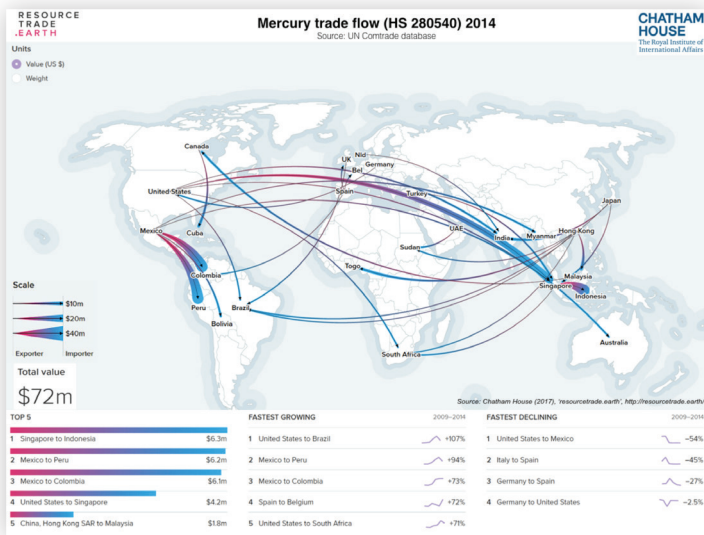 RESOURCE
TRADE
.EARTH
Mercury trade flow (HS 280540) 2014
Source: UN Comtrade database
CHATHAM
HOUSE
The Royal Institute of
International Affairs
Units
Value (US $)
Weight
Canada
UK
Nld
Bel
Germany
United States
Spain
Turkey
Japan
Mexico
Cuba
UAE
India
Myanmar
Hong Kong
Sudan
Togo
Colombia
Malaysia
Singapore
Indonesia
Peru
Brazil
Bolivia
South Africa
Australia
Scale
$10m
$20m
$40m
Exporter
Importer
Total value
$72m
Source: Chatham House (2017), 'resourcetrade.earth', http://resourcetrade.earth/
TOP 5
1 Singapore to Indonesia $6.3m
2 Mexico to Peru $6.2m
3 Mexico to Colombia $6.1m
4 United States to Singapore $4.2m
5 China, Hong Kong SAR to Malaysia $1.8m
FASTEST GROWING 2009–2014
1 United States to Brazil +107%
2 Mexico to Peru +94%
3 Mexico to Colombia +73%
4 Spain to Belgium +72%
5 United States to South Africa +71%
FASTEST DECLINING 2009–2014
1 United States to Mexico –54%
2 Italy to Spain –45%
3 Germany to Spain –27%
4 Germany to United States –2.5%